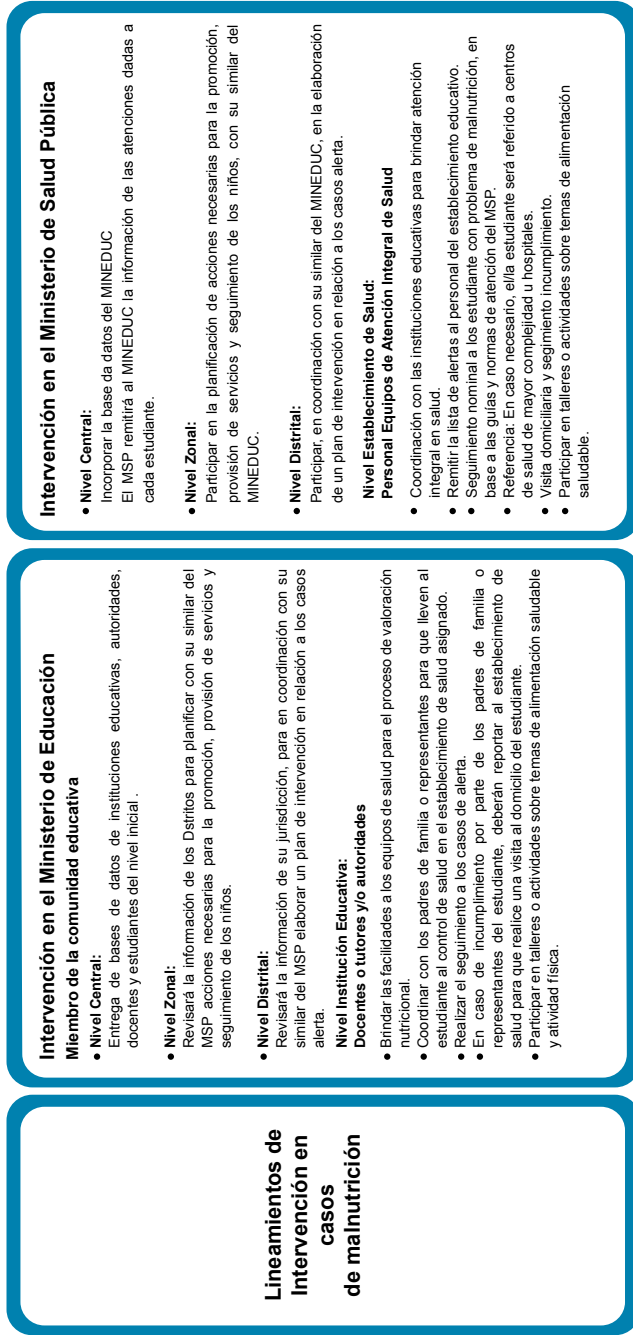 Lineamientos de
Intervención en
casos
de malnutrición
Intervención en el Ministerio de Educación
Miembro de la comunidad educativa
• Nivel Central:
Entrega de bases de datos de instituciones educativas, autoridades,
docentes y estudiantes del nivel inicial .
• Nivel Zonal:
Revisará la información de los Dstritos para planificar con su similar del
MSP acciones necesarias para la promoción, provisión de servicios y
seguimiento de los niños.
• Nivel Distrital:
Revisará la información de su jurisdicción, para en coordinación con su
similar del MSP elaborar un plan de intervención en relación a los casos
alerta.
Nivel Institución Educativa:
Docentes o tutores y/o autoridades
• Brindar las facilidades a los equipos de salud para el proceso de valoración
nutricional.
• Coordinar con los padres de familia o representantes para que lleven al
estudiante al control de salud en el establecimiento de salud asignado.
• Realizar el seguimiento a los casos de alerta.
• En caso de incumplimiento por parte de los padres de familia o
representantes del estudiante, deberán reportar al establecimiento de
salud para que realice una visita al domicilio del estudiante.
• Participar en talleres o actividades sobre temas de alimentación saludable
y atividad física.
Intervención en el Ministerio de Salud Pública
• Nivel Central:
Incorporar la base da datos del MINEDUC
El MSP remitirá al MINEDUC la información de las atenciones dadas a
cada estudiante.
• Nivel Zonal:
Participar en la planificación de acciones necesarias para la promoción,
provisión de servicios y seguimiento de los niños, con su similar del
MINEDUC.
• Nivel Distrital:
Participar, en coordinación con su similar del MINEDUC, en la elaboración
de un plan de intervención en relación a los casos alerta.
Nivel Establecimiento de Salud:
Personal Equipos de Atención Integral de Salud
• Coordinación con las instituciones educativas para brindar atención
integral en salud.
• Remitir la lista de alertas al personal del establecimiento educativo.
• Seguimiento nominal a los estudiante con problema de malnutrición, en
base a las guías y normas de atención del MSP.
• Referencia: En caso necesario, el/la estudiante será referido a centros
de salud de mayor complejidad u hospitales.
• Visita domiciliaria y segimiento incumplimiento.
• Participar en talleres o actividades sobre temas de alimentación
saludable.